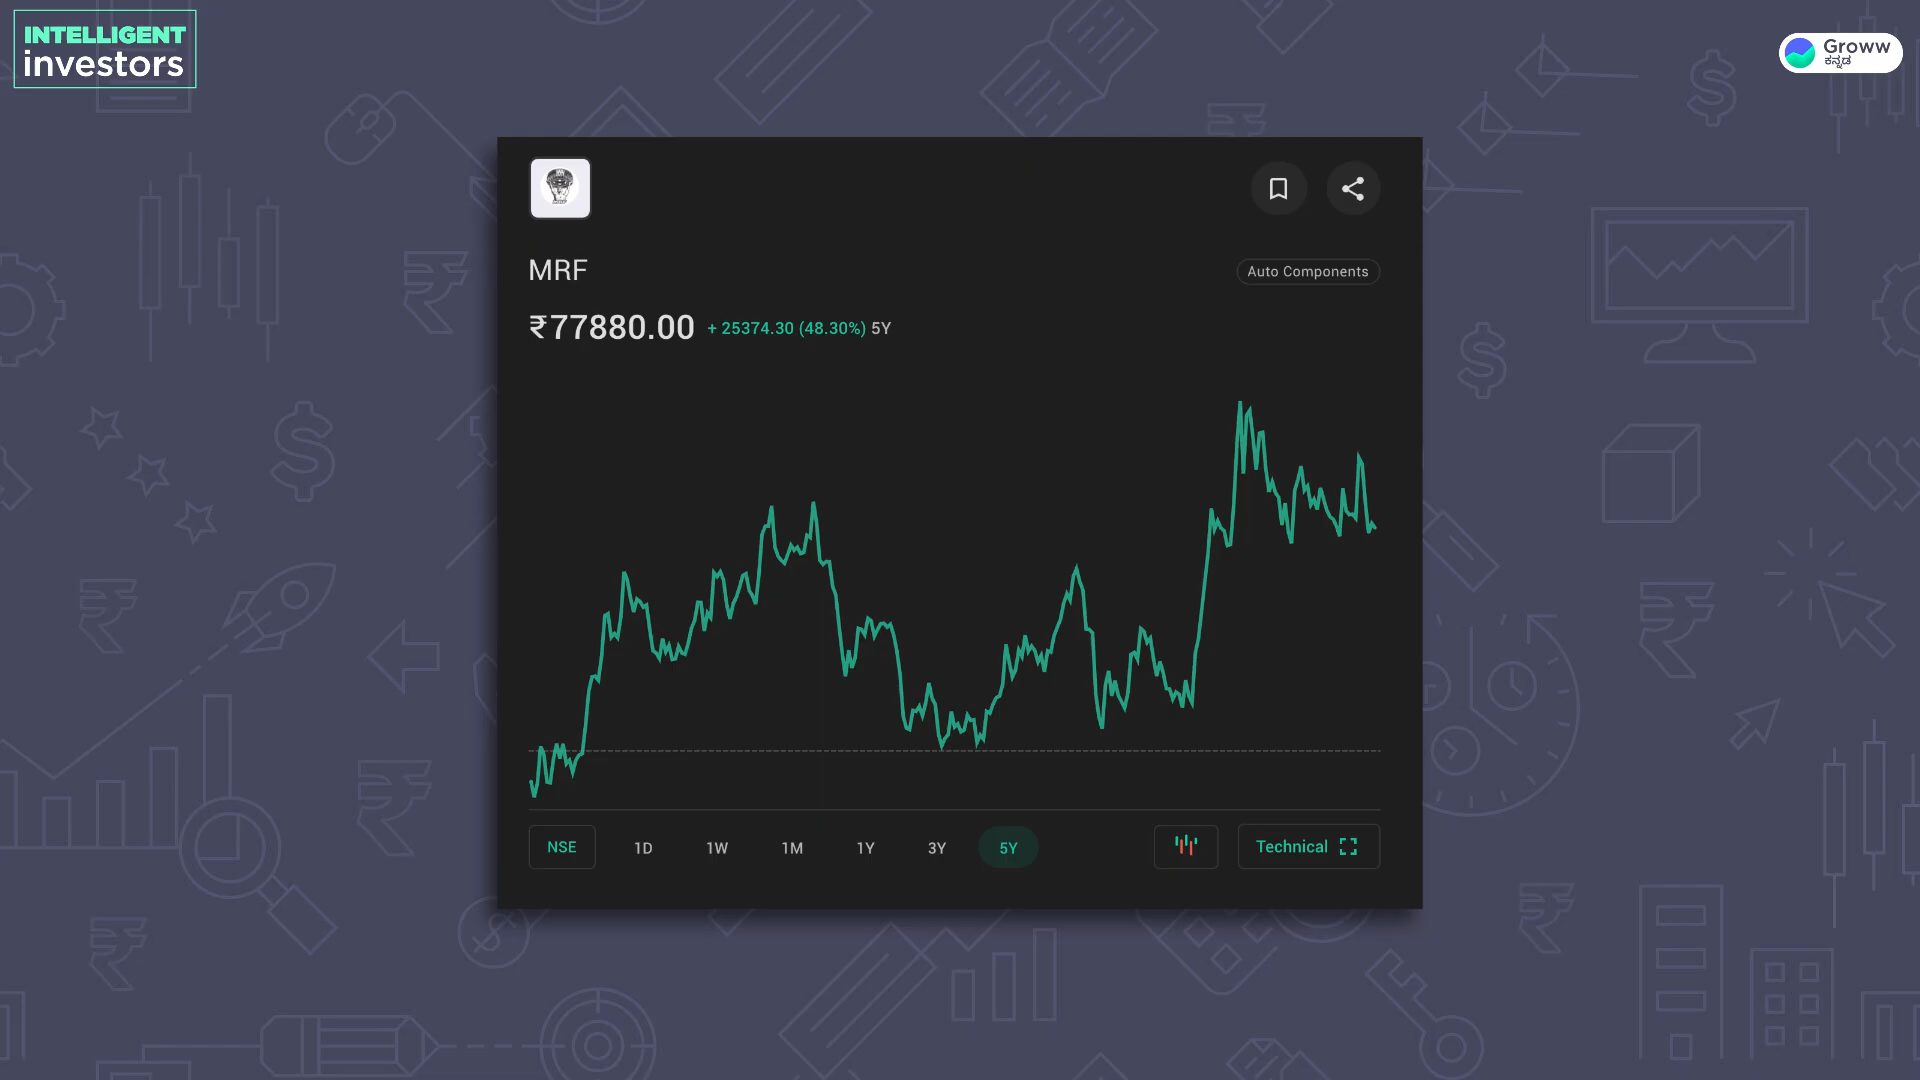 INTELLIGENT
investors
Groww
ಕನ್ನಡ
MRF
Auto Components
₹77880.00 + 25374.30 (48.30%) 5Y
NSE 1D 1W 1M 1Y 3Y 5Y Technical